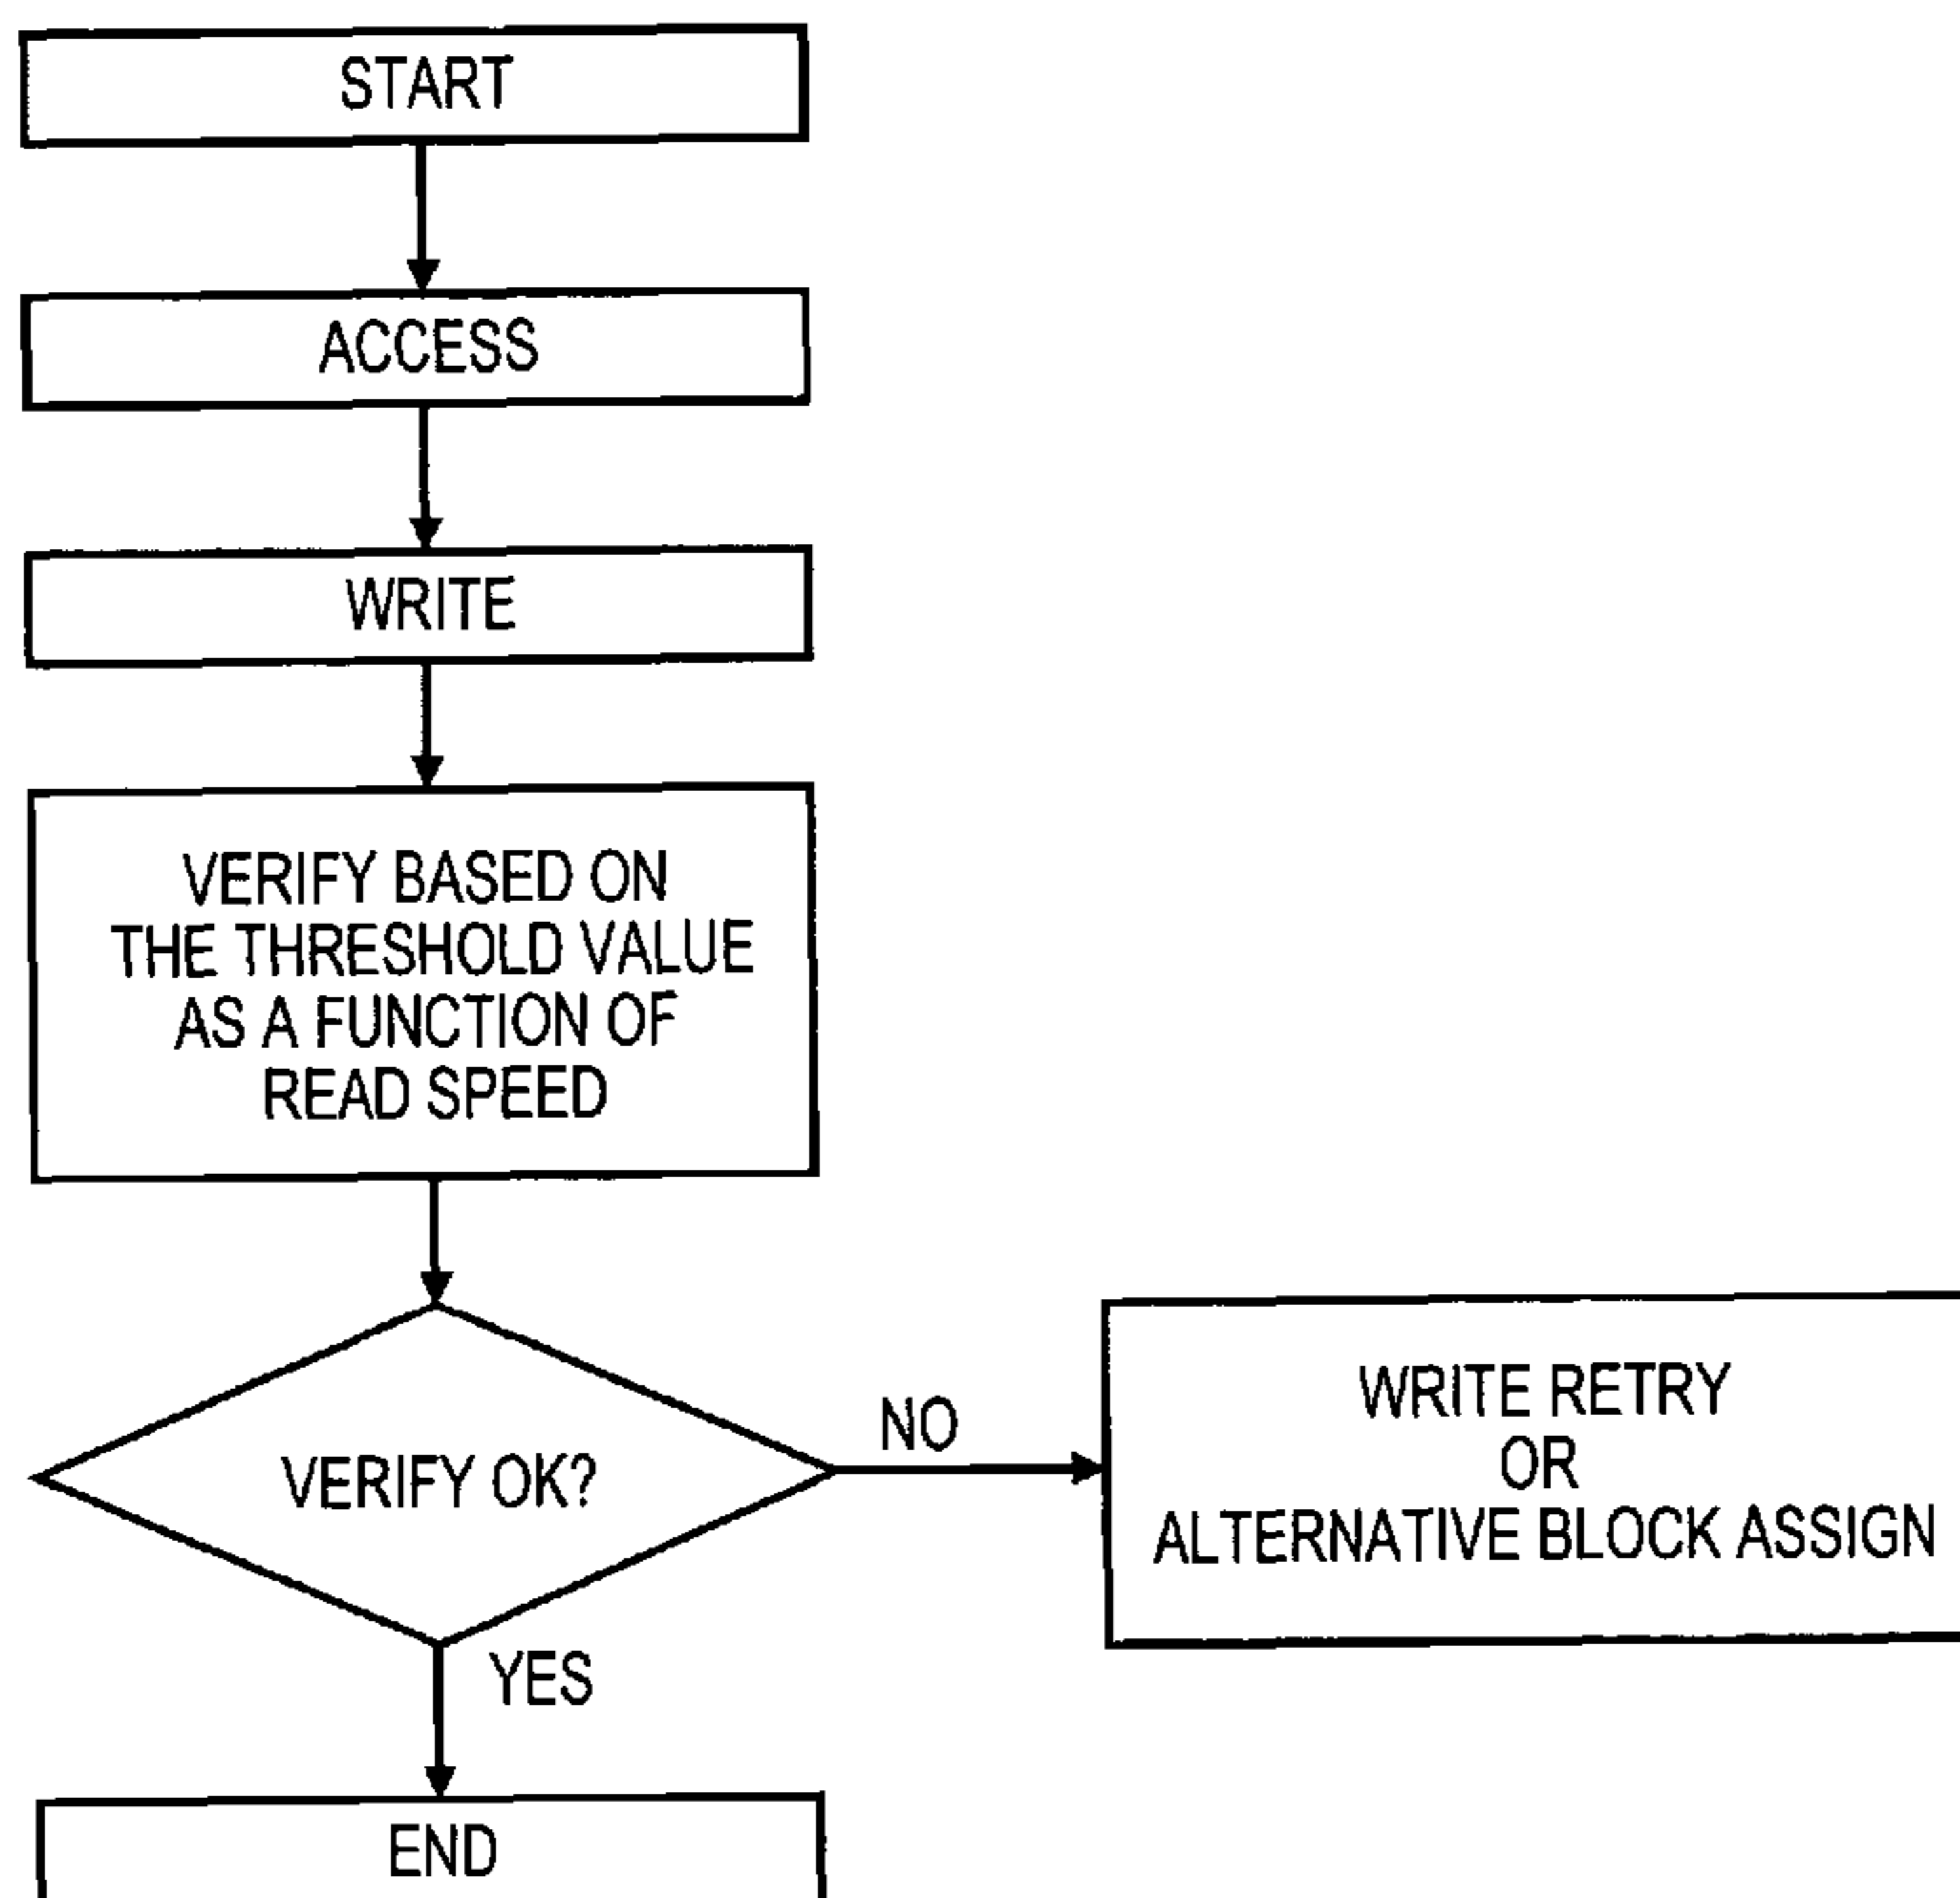 START
ACCESS
WRITE
VERIFY BASED ON
THE THRESHOLD VALUE
AS A FUNCTION OF
READ SPEED
VERIFY OK?
NO
WRITE RETRY
OR
ALTERNATIVE BLOCK ASSIGN
YES
END